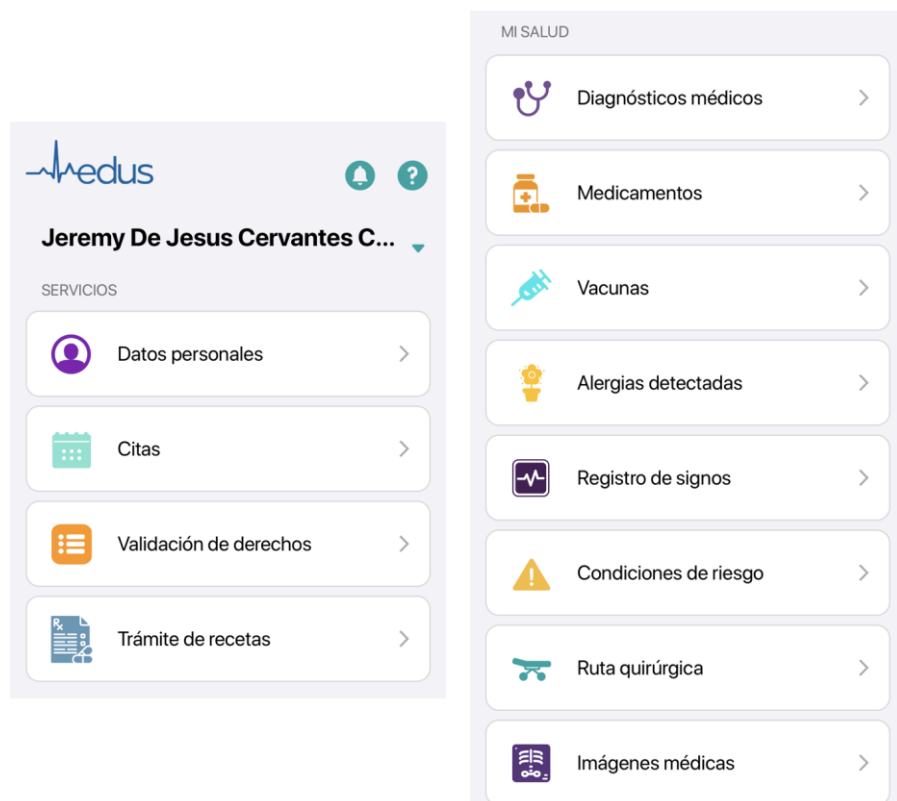 edus
Jeremy De Jesus Cervantes C...
SERVICIOS
Datos personales
Citas
Validación de derechos
Trámite de recetas
MI SALUD
Diagnósticos médicos
Medicamentos
Vacunas
Alergias detectadas
Registro de signos
Condiciones de riesgo
Ruta quirúrgica
Imágenes médicas